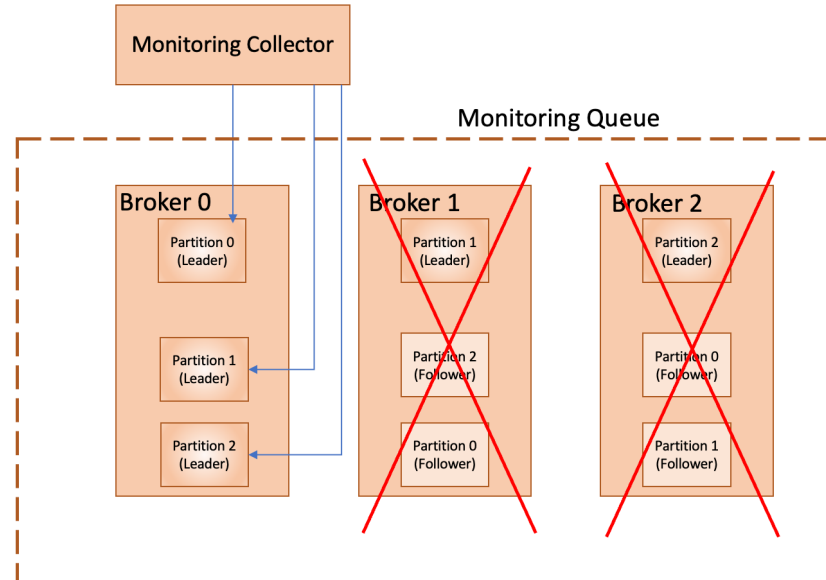 Monitoring Collector
Monitoring Queue
Broker 0
Partition 0
(Leader)
Partition 1
(Leader)
Partition 2
(Leader)
Broker 1
Partition 1
(Leader)
Partition 2
(Follower)
Partition 0
(Follower)
Broker 2
Partition 2
(Leader)
Partition 0
(Follower)
Partition 1
(Follower)